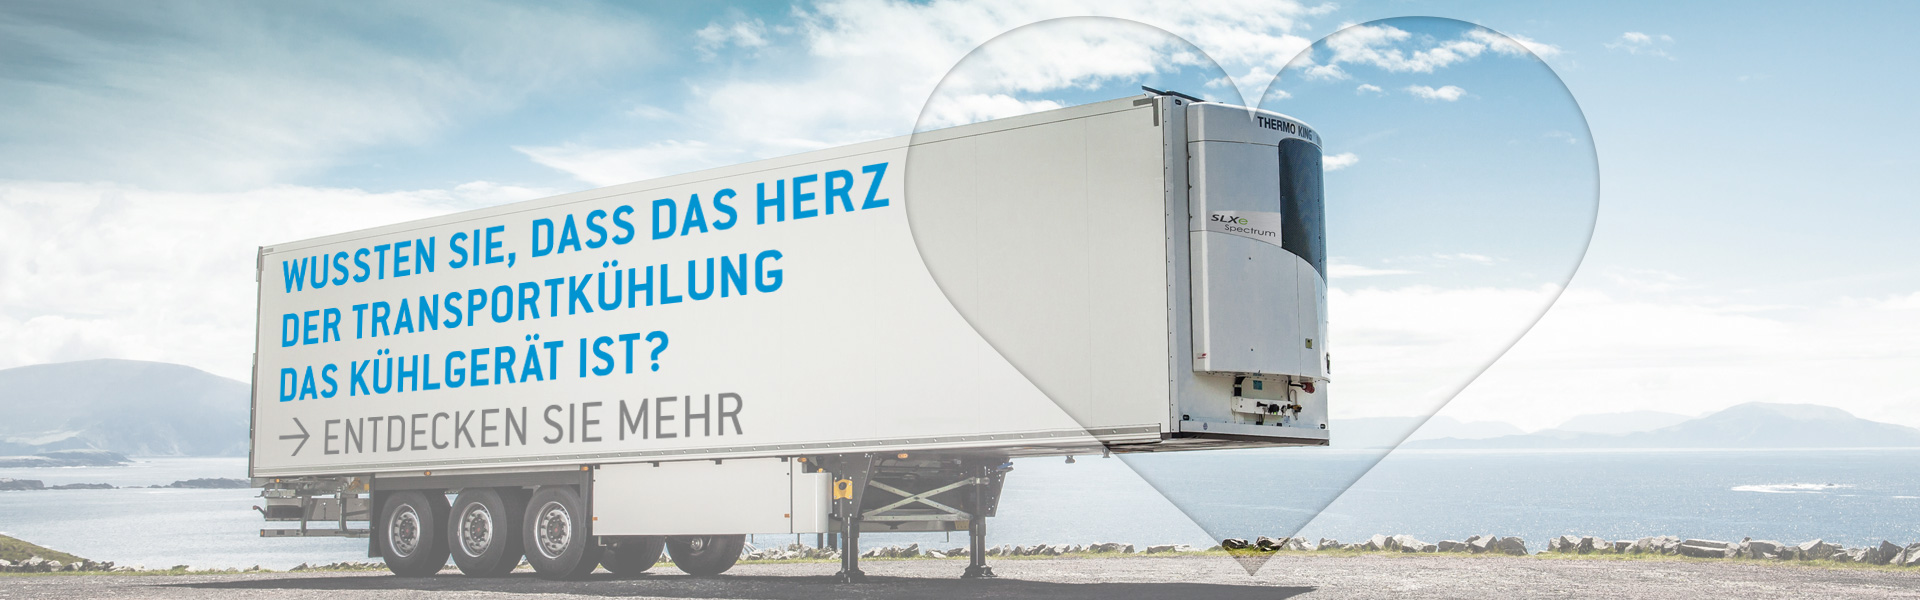 WUSSTEN SIE, DASS DAS HERZ
DER TRANSPORTKÜHLUNG
DAS KÜHLGERÄT IST?
→ ENTDECKEN SIE MEHR
THERMO KING
SLXe
Spectrum